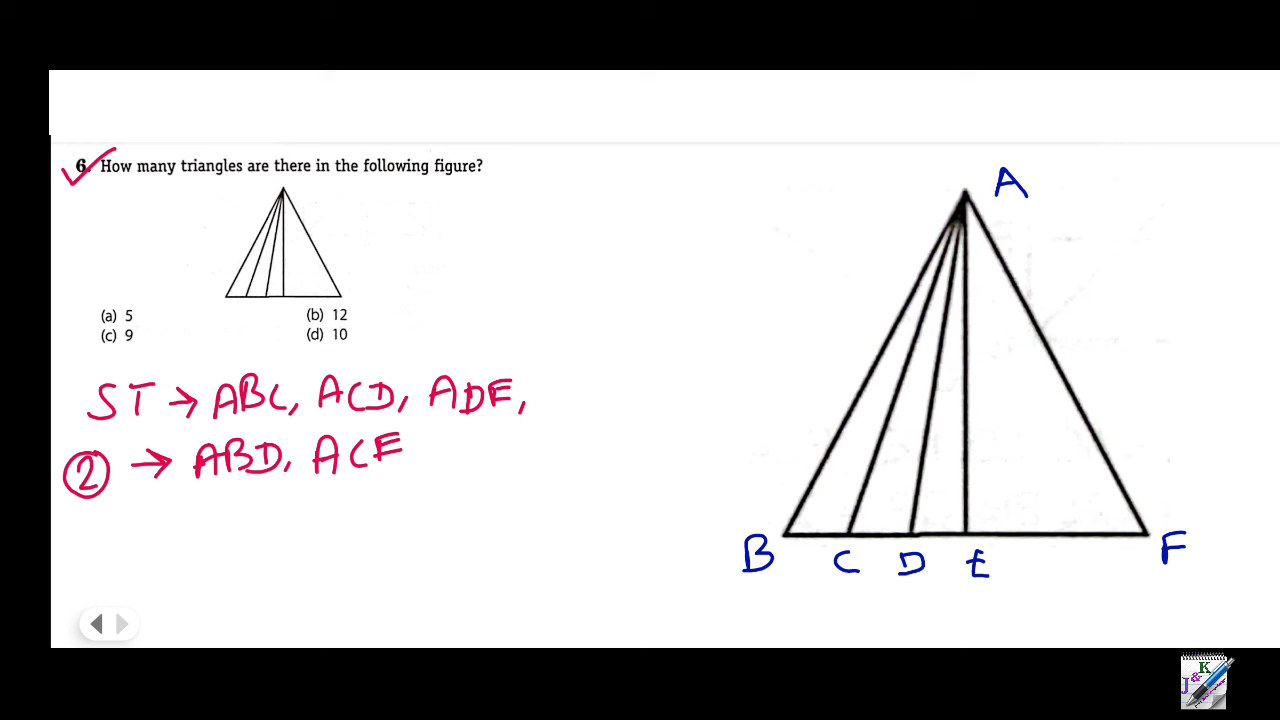 6. How many triangles are there in the following figure?
(a) 5 (b) 12
(c) 9 (d) 10
ST → ABC, ACD, ADE,
② → ABD, ACE
A
B C D E F
J & K